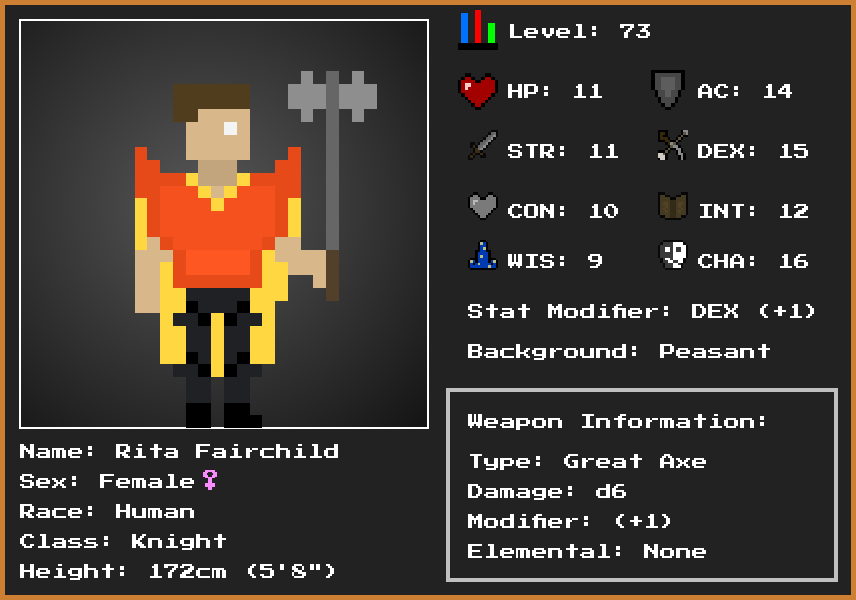 Level: 73
HP: 11 AC: 14
STR: 11 DEX: 15
CON: 10 INT: 12
WIS: 9 CHA: 16
Stat Modifier: DEX (+1)
Background: Peasant
Weapon Information:
Type: Great Axe
Damage: d6
Modifier: (+1)
Elemental: None
Name: Rita Fairchild
Sex: Female♀
Race: Human
Class: Knight
Height: 172cm (5'8")